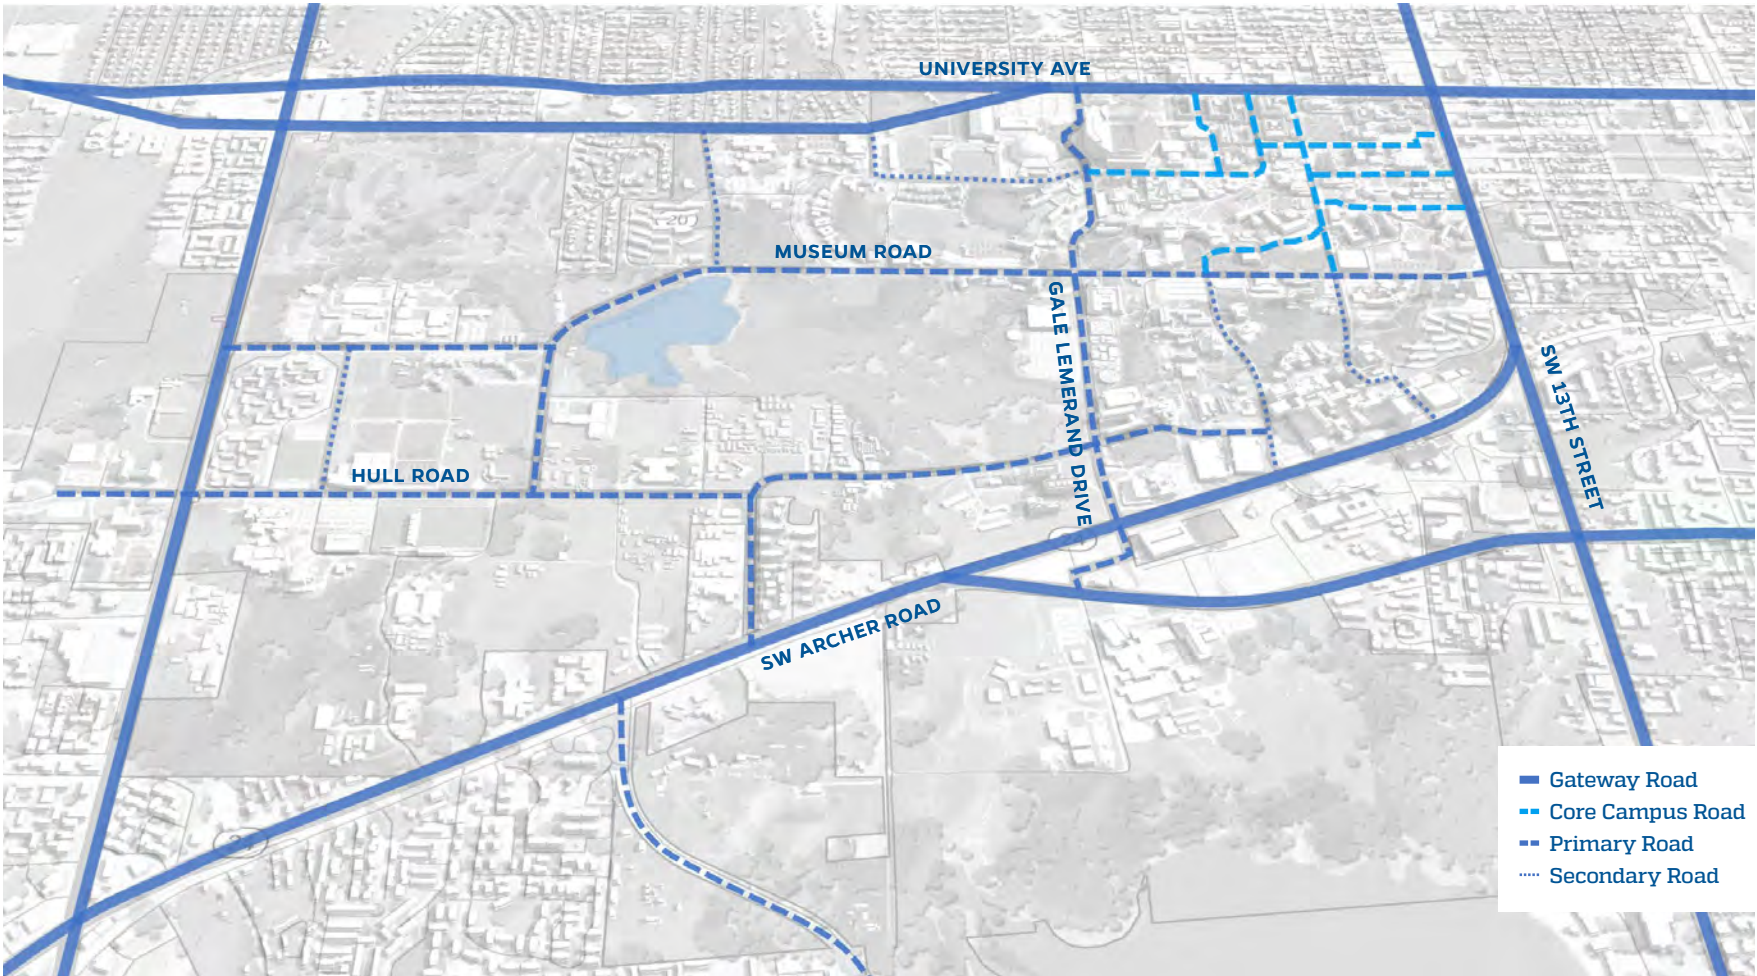 UNIVERSITY AVE
MUSEUM ROAD
GALE LEMERAND DRIVE
SW 13TH STREET
HULL ROAD
SW ARCHER ROAD
Gateway Road
Core Campus Road
Primary Road
Secondary Road